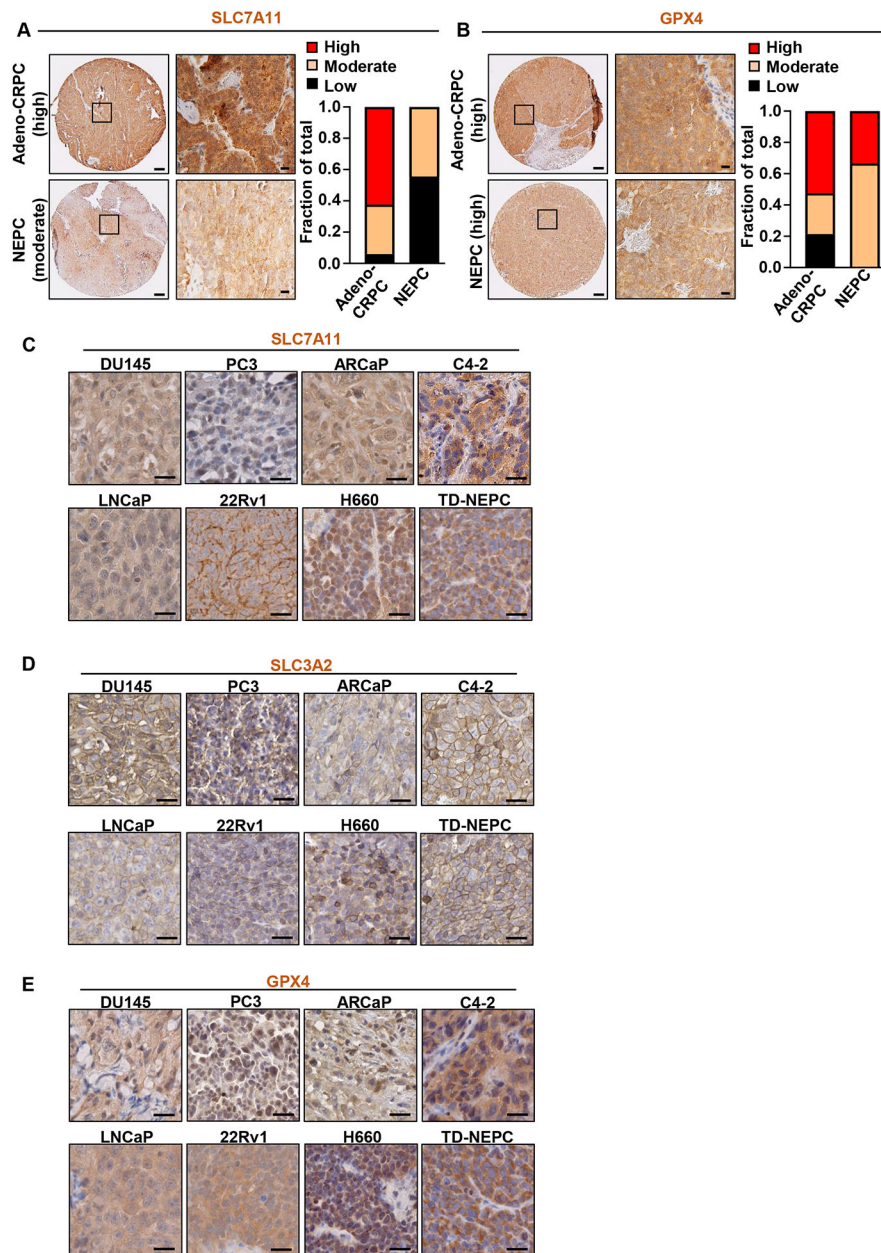 SLC7A11
A
High
Moderate
Low
Adeno-CRPC
(high)
NEPC
(moderate)
Fraction of total
1.0
0.8
0.6
0.4
0.2
0.0
Adeno-
CRPC
NEPC
GPX4
B
High
Moderate
Low
Adeno-CRPC
(high)
NEPC (high)
Fraction of total
1.0
0.8
0.6
0.4
0.2
0.0
Adeno-
CRPC
NEPC
C
SLC7A11
DU145 PC3 ARCaP C4-2
LNCaP 22Rv1 H660 TD-NEPC
D
SLC3A2
DU145 PC3 ARCaP C4-2
LNCaP 22Rv1 H660 TD-NEPC
E
GPX4
DU145 PC3 ARCaP C4-2
LNCaP 22Rv1 H660 TD-NEPC